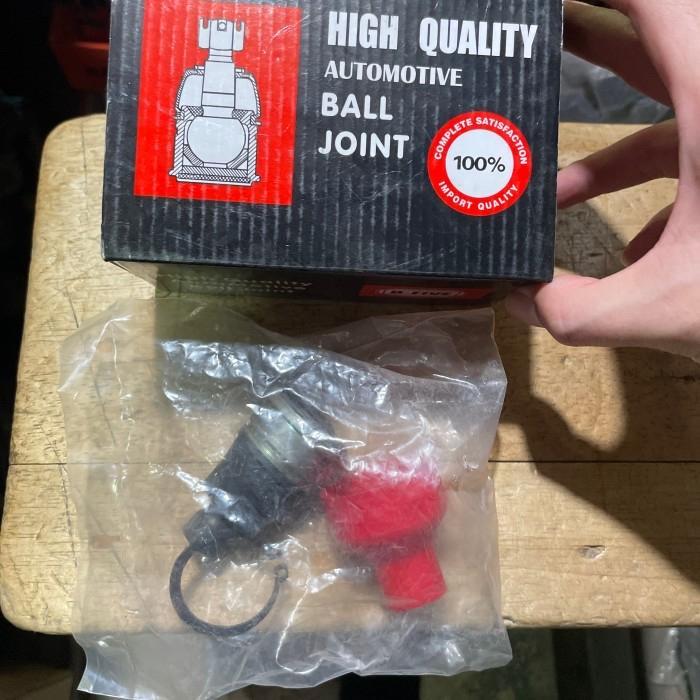 HIGH QUALITY
AUTOMOTIVE
BALL
JOINT
COMPLETE SATISFACTION
100%
IMPORT QUALITY